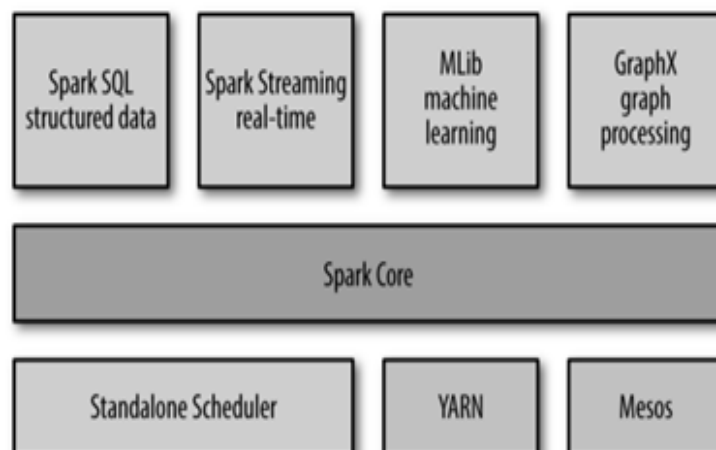 Spark SQL
structured data
Spark Streaming
real-time
MLib
machine
learning
GraphX
graph
processing
Spark Core
Standalone Scheduler
YARN
Mesos